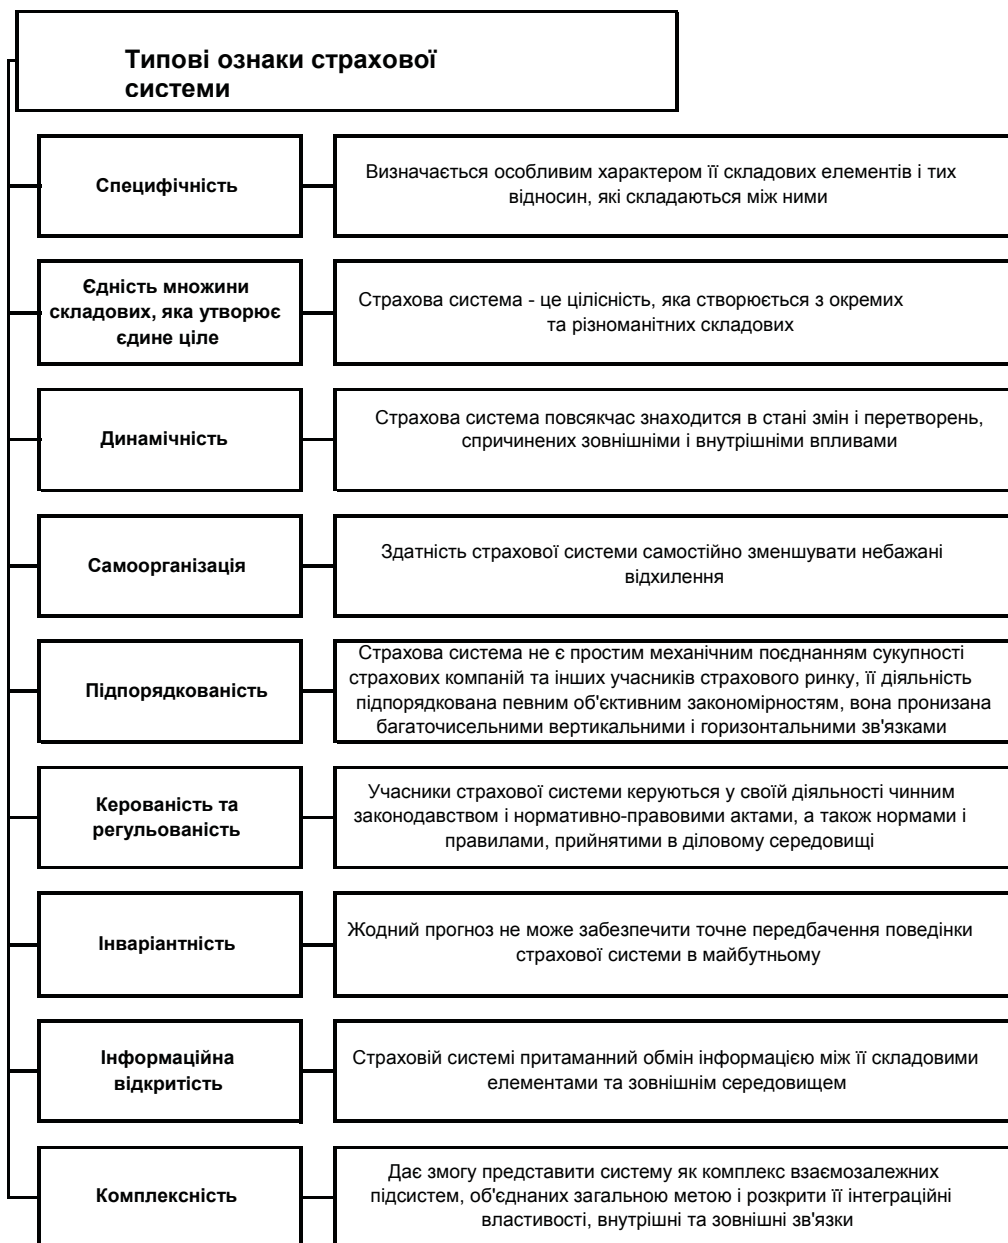 Типові ознаки страхової
системи
Специфічність
Визначається особливим характером її складових елементів і тих
відносин, які складаються між ними
Єдність множини
складових, яка утворює
єдине ціле
Страхова система - це цілісність, яка створюється з окремих
та різноманітних складових
Динамічність
Страхова система повсякчас знаходится в стані змін і перетворень,
спричинених зовнішніми і внутрішніми впливами
Самоорганізація
Здатність страхової системи самостійно зменшувати небажані
відхилення
Підпорядкованість
Страхова система не є простим механічним поєднанням сукупності
страхових компаній та інших учасників страхового ринку, її діяльність
підпорядкована певним об'єктивним закономірностям, вона пронизана
багаточисельними вертикальними і горизонтальними зв'язками
Керованість та
регульованість
Учасники страхової системи керуються у своїй діяльності чинним
законодавством і нормативно-правовими актами, а також нормами і
правилами, прийнятими в діловому середовищі
Інваріантність
Жодний прогноз не може забезпечити точне передбачення поведінки
страхової системи в майбутньому
Інформаційна
відкритість
Страховій системі притаманний обмін інформацією між її складовими
елементами та зовнішнім середовищем
Комплексність
Дає змогу представити систему як комплекс взаємозалежних
підсистем, об'єднаних загальною метою і розкрити її інтеграційні
властивості, внутрішні та зовнішні зв'язки